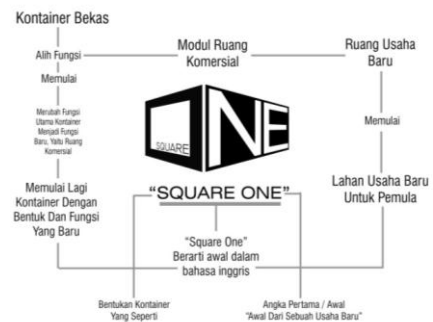 Kontainer Bekas
Alih Fungsi
Memulai
Merubah Fungsi
Utama Kontainer
Menjadi Fungsi
Baru, Yaitu Ruang
Komersial
Memulai Lagi
Kontainer Dengan
Bentuk Dan Fungsi
Yang Baru
Modul Ruang
Komersial
SQUARE
ONE
"SQUARE ONE"
"Square One"
Berarti awal dalam
bahasa inggris
Ruang Usaha
Baru
Memulai
Lahan Usaha Baru
Untuk Pemula
Bentukan Kontainer
Yang Seperti
Angka Pertama / Awal
"Awal Dari Sebuah Usaha Baru"